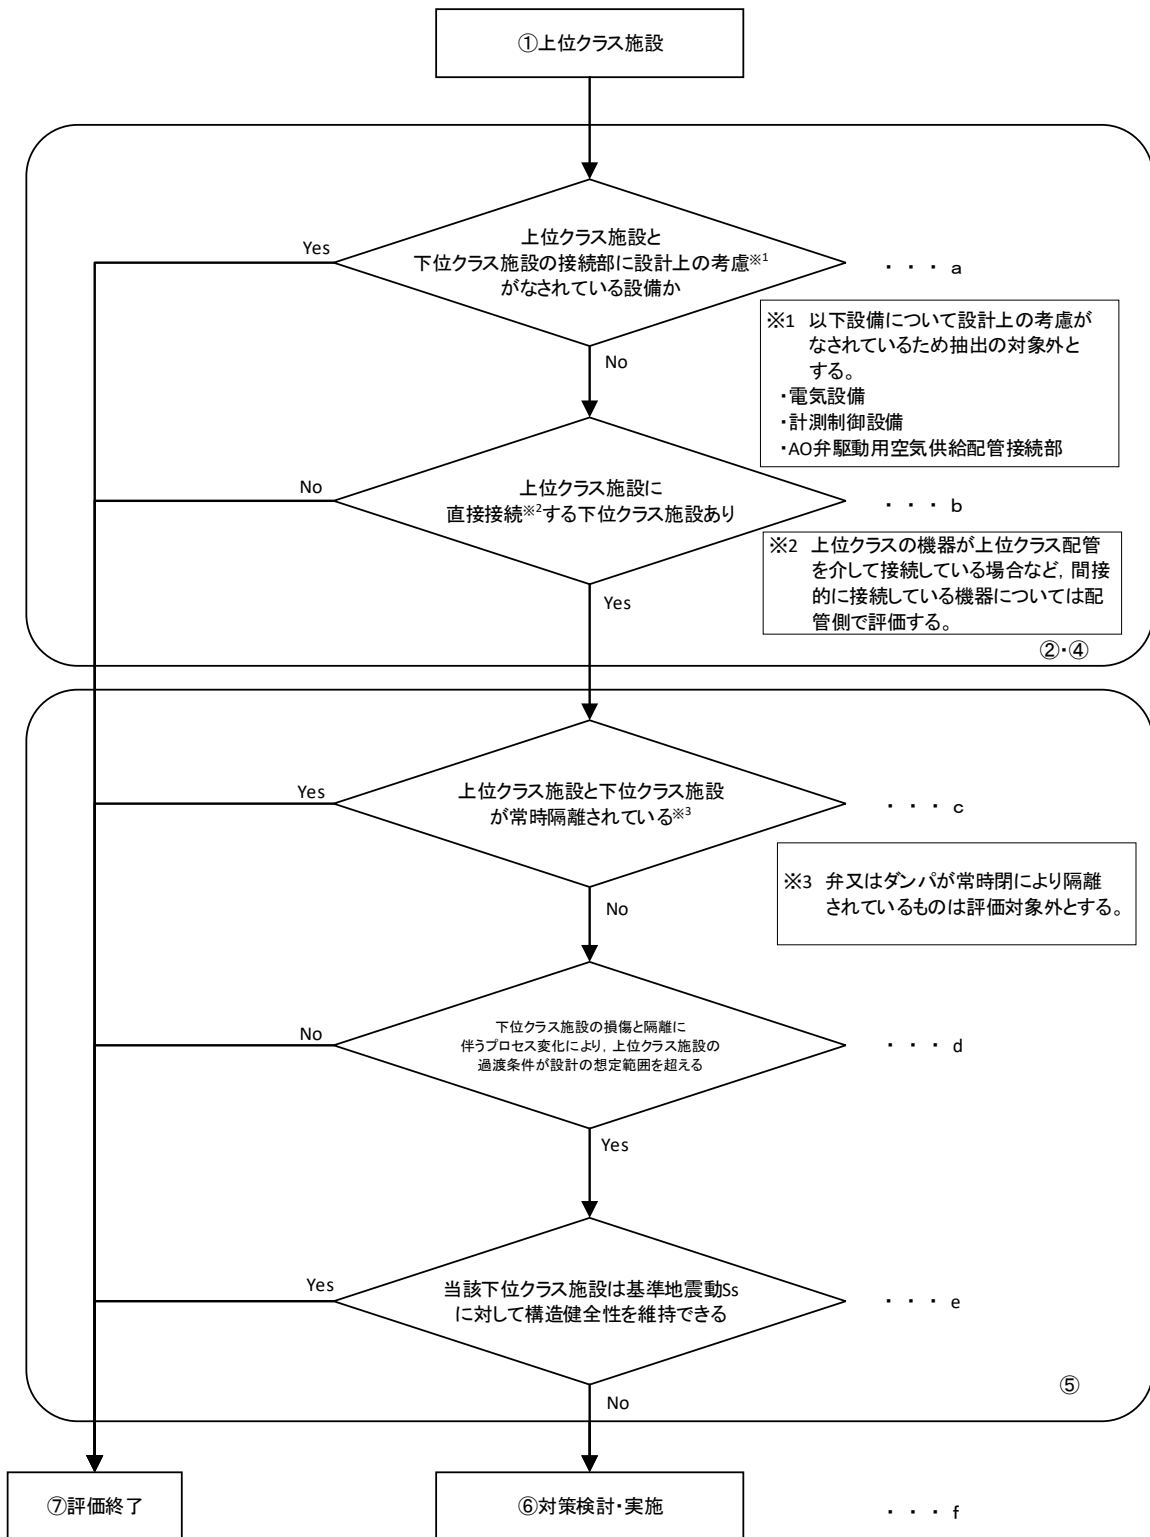 ①上位クラス施設
Yes
上位クラス施設と
下位クラス施設の接続部に設計上の考慮※1
がなされている設備か
・・・a
※1 以下設備について設計上の考慮が
なされているため抽出の対象外と
する。
・電気設備
・計測制御設備
・AO弁駆動用空気供給配管接続部
No
No
上位クラス施設に
直接接続※2する下位クラス施設あり
・・・b
※2 上位クラスの機器が上位クラス配管
を介して接続している場合など，間接
的に接続している機器については配
管側で評価する。
Yes
②・④
Yes
上位クラス施設と下位クラス施設
が常時隔離されている※3
・・・c
※3 弁又はダンパが常時閉により隔離
されているものは評価対象外とする。
No
No
下位クラス施設の損傷と隔離に
伴うプロセス変化により，上位クラス施設の
過渡条件が設計の想定範囲を超える
・・・d
Yes
Yes
当該下位クラス施設は基準地震動Ss
に対して構造健全性を維持できる
・・・e
⑤
No
⑦評価終了
⑥対策検討・実施
・・・f